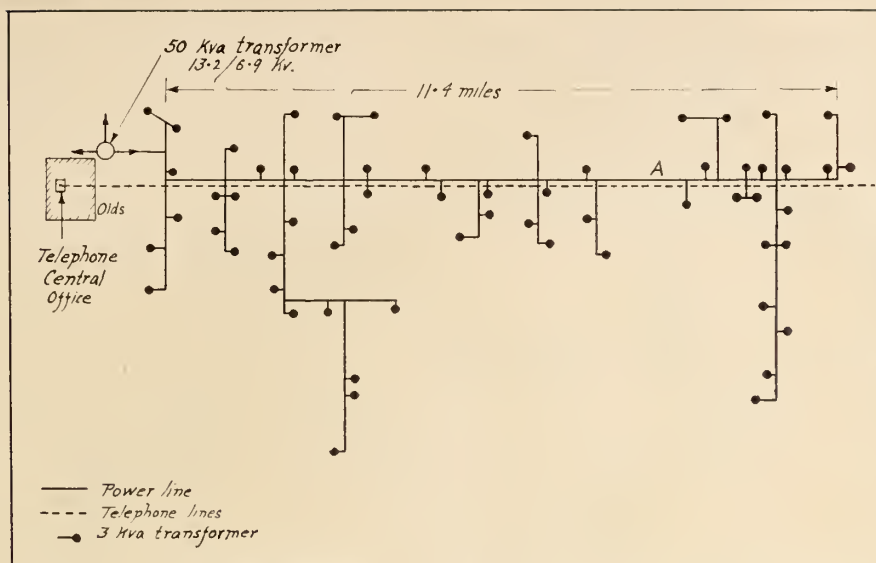 50 Kva transformer
13·2/6·9 Kv.
11·4 miles
A
Olds
Telephone
Central
Office
Power line
Telephone lines
3 Kva transformer